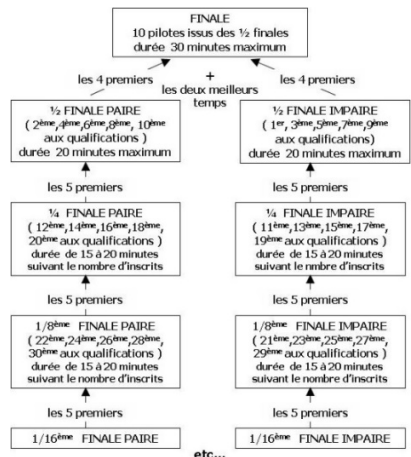 FINALE
10 pilotes issus des ½ finales
durée 30 minutes maximum
les 4 premiers
+
les deux meilleurs
temps
les 4 premiers
½ FINALE PAIRE
( 2ème,4ème,6ème,8ème, 10ème
aux qualifications )
durée 20 minutes maximum
½ FINALE IMPAIRE
( 1er, 3ème,5ème,7ème,9ème
aux qualifications)
durée 20 minutes maximum
les 5 premiers
les 5 premiers
¼ FINALE PAIRE
( 12ème,14ème,16ème,18ème,
20ème aux qualifications )
durée de 15 à 20 minutes
suivant le nombre d'inscrits
¼ FINALE IMPAIRE
( 11ème,13ème,15ème,17ème,
19ème aux qualifications )
durée de 15 à 20 minutes
suivant le nmbre d'inscrits
les 5 premiers
les 5 premiers
1/8ème FINALE PAIRE
(22ème,24ème,26ème,28ème,
30ème aux qualifications )
durée de 15 à 20 minutes
suivant le nombre d'inscrits
1/8ème FINALE IMPAIRE
(21ème,23ème,25ème,27ème,
29ème aux qualifications )
durée de 15 à 20 minutes
suivant le nombre d'inscrits
les 5 premiers
les 5 premiers
1/16ème FINALE PAIRE
1/16ème FINALE IMPAIRE
etc...